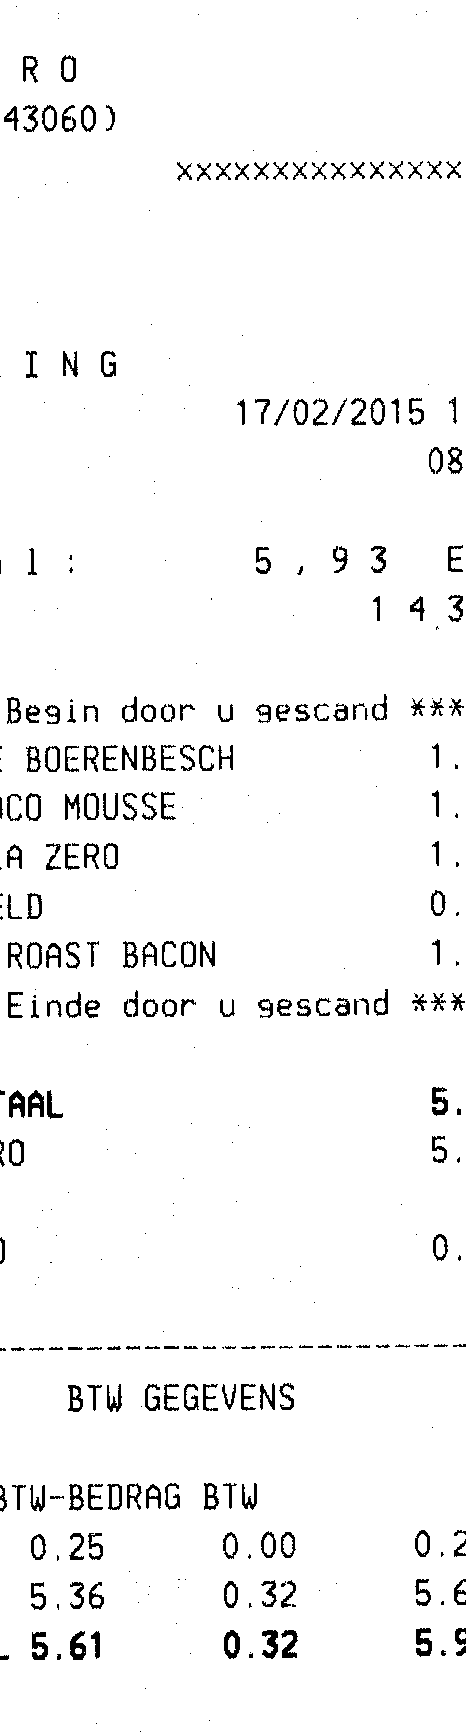 R O
43060)
xxxxxxxxxxxxxxx
I N G
17/02/2015 1
08
l : 5 , 9 3 E
1 4 3
Begin door u gescand ***
E BOERENBESCH 1.
OCO MOUSSE 1.
LA ZERO 1.
ELD 0.
ROAST BACON 1.
Einde door u gescand ***
TAAL 5.
RO 5.
O 0.
BTW GEGEVENS
BTW-BEDRAG BTW
0.25 0.00 0.2
5.36 0.32 5.6
L 5.61 0.32 5.9